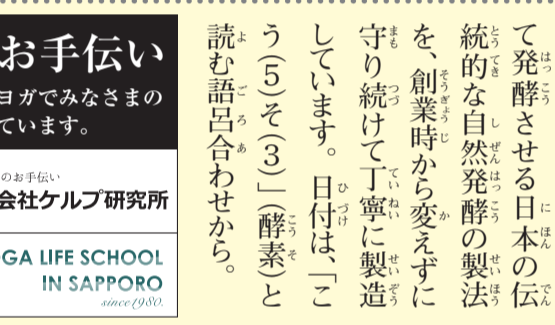 て発酵させる日本の伝
統的な自然発酵の製法
を、創業時から変えずに
守り続けて丁寧に製造
しています。日付は、「こ
う(5)そ(3)」(酵素)と
読む語呂合わせから。
お手伝い
ヨガでみなさまの
ています。
のお手伝い
会社ケルプ研究所
GA LIFE SCHOOL
IN SAPPORO
since1980.